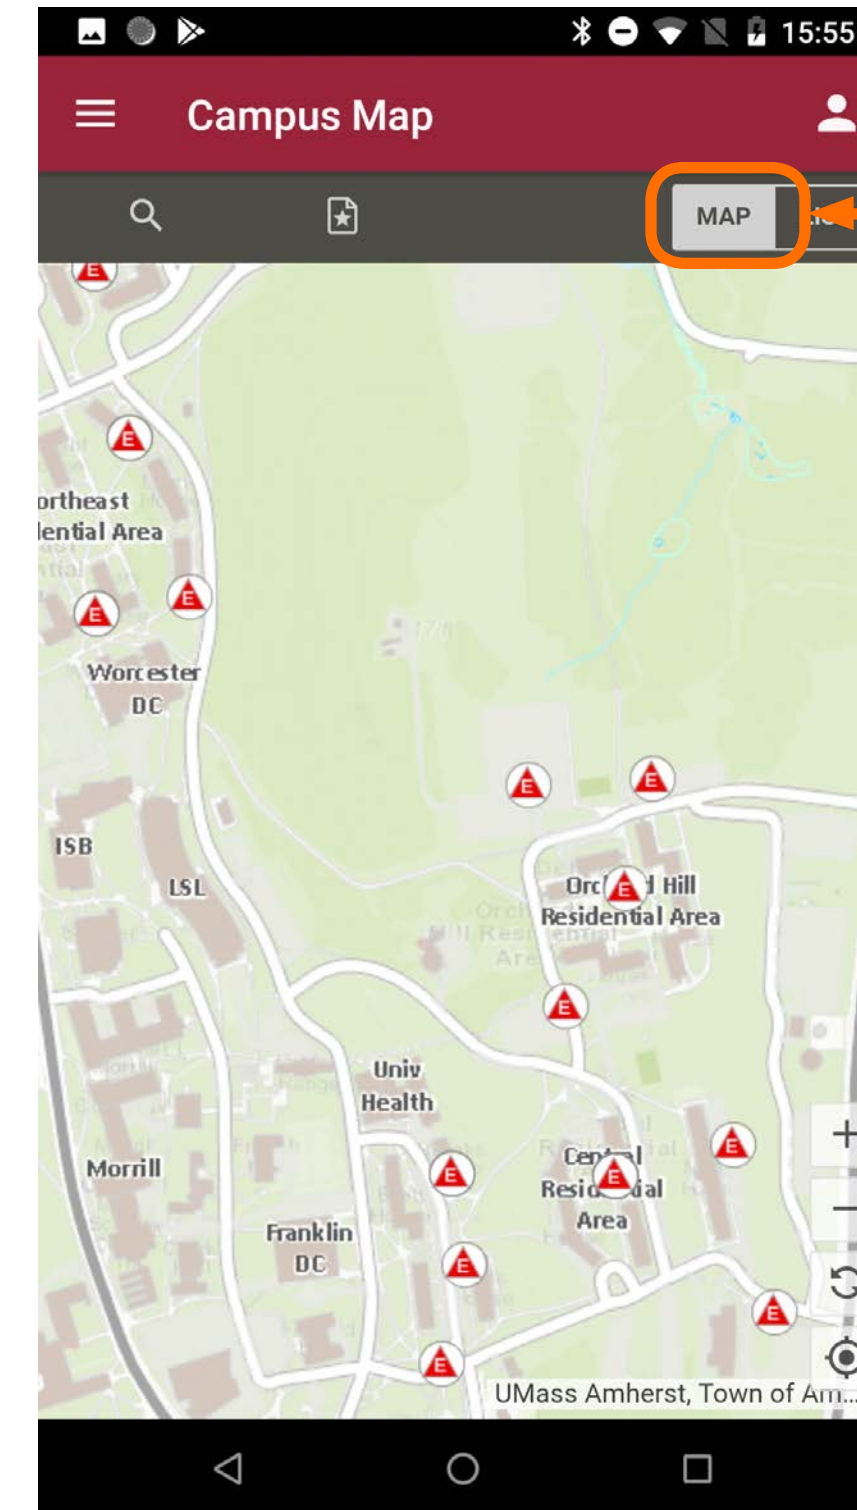 15:55
Campus Map
MAP
E
E
ortheast
lential Area
E
E
Worcester
DC
E
E
ISB
LSL
E
Hill
Residential Area
E
Univ
Health
E
Morrill
E
E
Area
Franklin
DC
E
E
E
UMass Amherst, Town of Am...